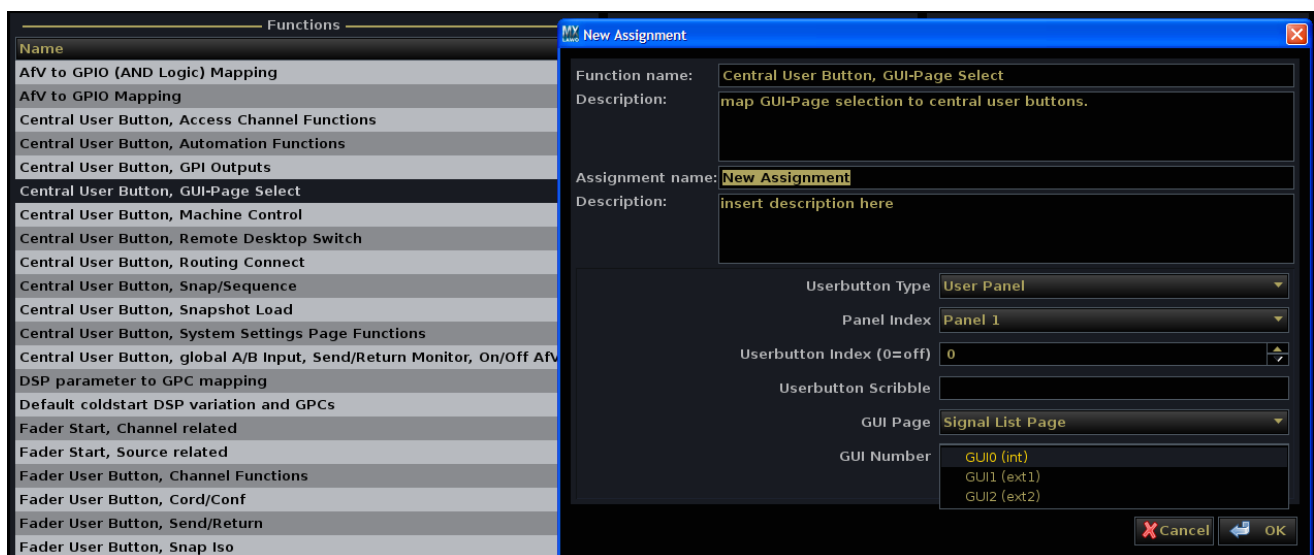 Functions
Name
AfV to GPIO (AND Logic) Mapping
AfV to GPIO Mapping
Central User Button, Access Channel Functions
Central User Button, Automation Functions
Central User Button, GPI Outputs
Central User Button, GUI-Page Select
Central User Button, Machine Control
Central User Button, Remote Desktop Switch
Central User Button, Routing Connect
Central User Button, Snap/Sequence
Central User Button, Snapshot Load
Central User Button, System Settings Page Functions
Central User Button, global A/B Input, Send/Return Monitor, On/Off AfV
DSP parameter to GPC mapping
Default coldstart DSP variation and GPCs
Fader Start, Channel related
Fader Start, Source related
Fader User Button, Channel Functions
Fader User Button, Cord/Conf
Fader User Button, Send/Return
Fader User Button, Snap Iso
MY LAWO New Assignment
Function name: Central User Button, GUI-Page Select
Description: map GUI-Page selection to central user buttons.
Assignment name: New Assignment
Description: insert description here
Userbutton Type User Panel
Panel Index Panel 1
Userbutton Index (0=off) 0
Userbutton Scribble
GUI Page Signal List Page
GUI Number GUI0 (int)
GUI1 (ext1)
GUI2 (ext2)
Cancel OK